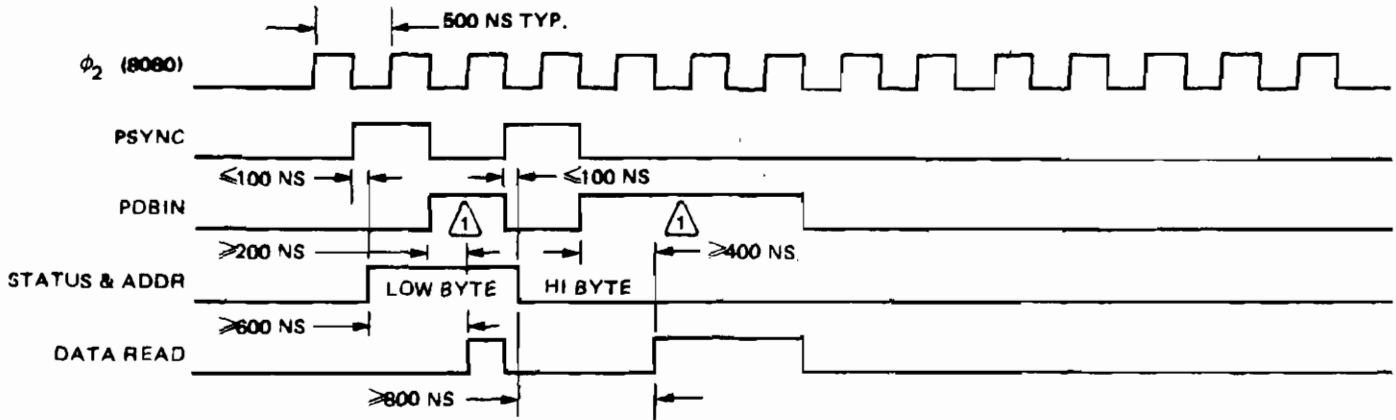 500 NS TYP.
ϕ2 (8080)
PSYNC
≤100 NS ≤100 NS
PDBIN
1 1
≥200 NS ≥400 NS
STATUS & ADDR LOW BYTE HI BYTE
≥600 NS
DATA READ
≥800 NS